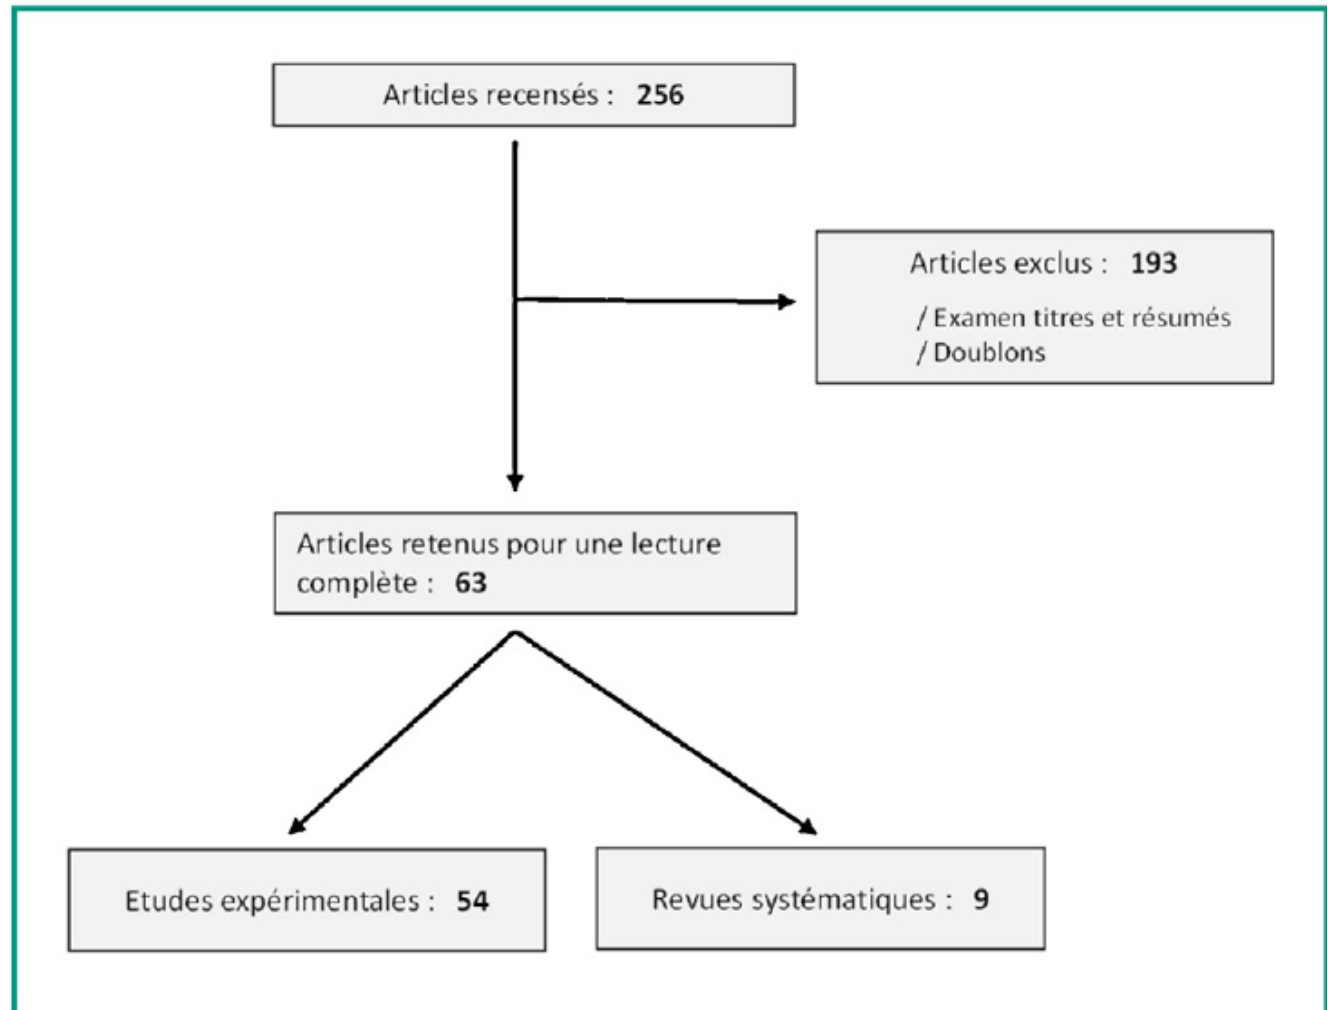 Articles recensés : 256
Articles exclus : 193
/ Examen titres et résumés
/ Doublons
Articles retenus pour une lecture
complète : 63
Etudes expérimentales : 54
Revues systématiques : 9